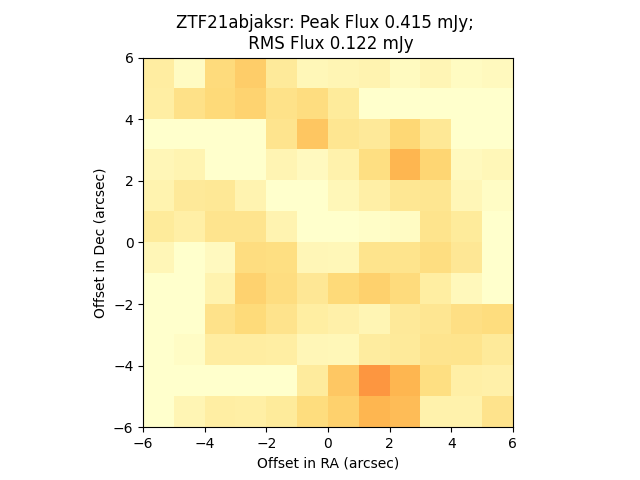 ZTF21abjaksr: Peak Flux 0.415 mJy;
RMS Flux 0.122 mJy
6
4
2
0
−2
−4
−6
Offset in Dec (arcsec)
−6 −4 −2 0 2 4 6
Offset in RA (arcsec)